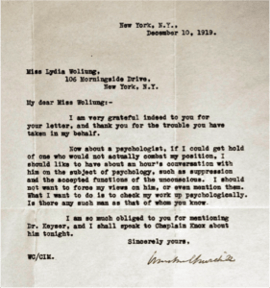 New York, N.Y.,
December 10, 1919.
Miss Lydia Wollung,
106 Morningside Drive,
New York, N.Y.
My dear Miss Wollung:-
I am very grateful indeed to you for
your letter, and thank you for the trouble you have
taken in my behalf.
Now about a psychologist, if I could get hold
of one who would not actually combat my position, I
should like to have about an hour's conversation with
him on the subject of psychology, such as suppression
and the accepted functions of the unconscious. I should
not want to force my views on him, or even mention them.
What I want to do is to check my work up psychologically.
Is there any such man as that of whom you know.
I am so much obliged to you for mentioning
Dr. Keyser, and I shall speak to Chaplain Knox about
him tonight.
Sincerely yours,
WC/CIM.
Winston Churchill